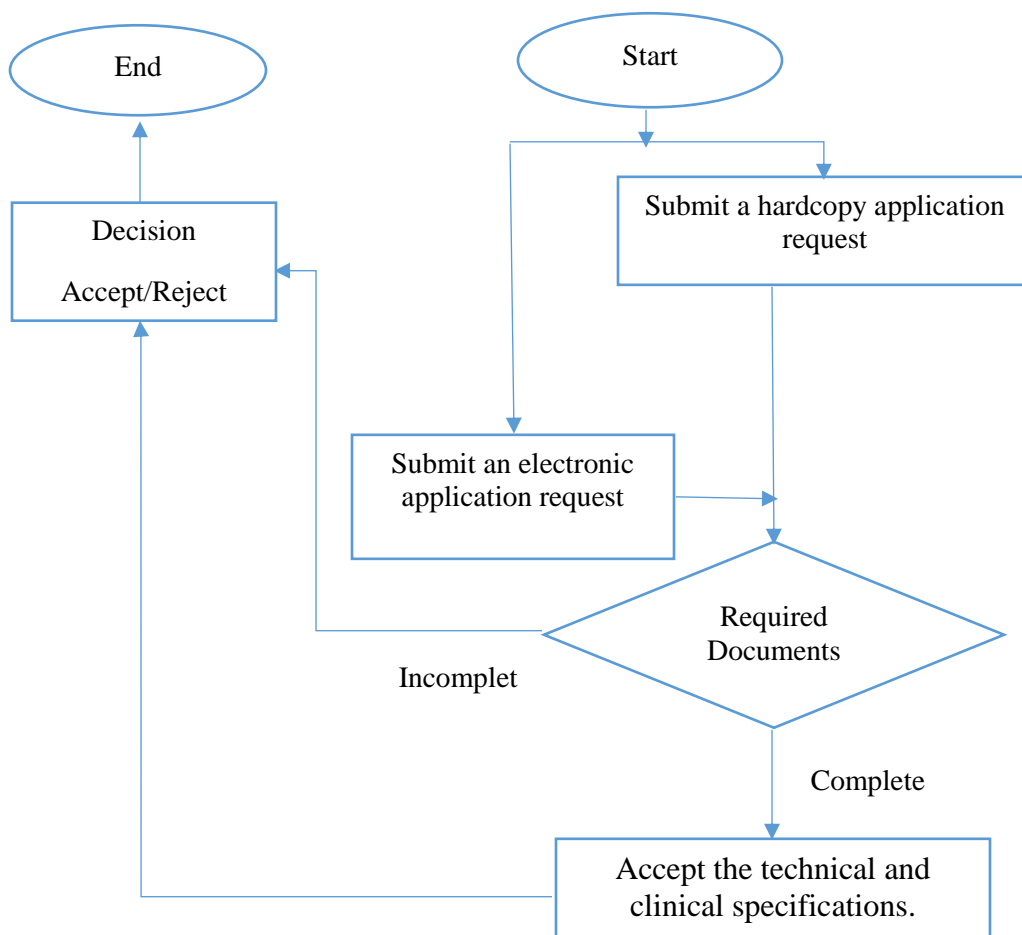 Start
End
Submit a hardcopy application
request
Decision
Accept/Reject
Submit an electronic
application request
Required
Documents
Incomplet
Complete
Accept the technical and
clinical specifications.